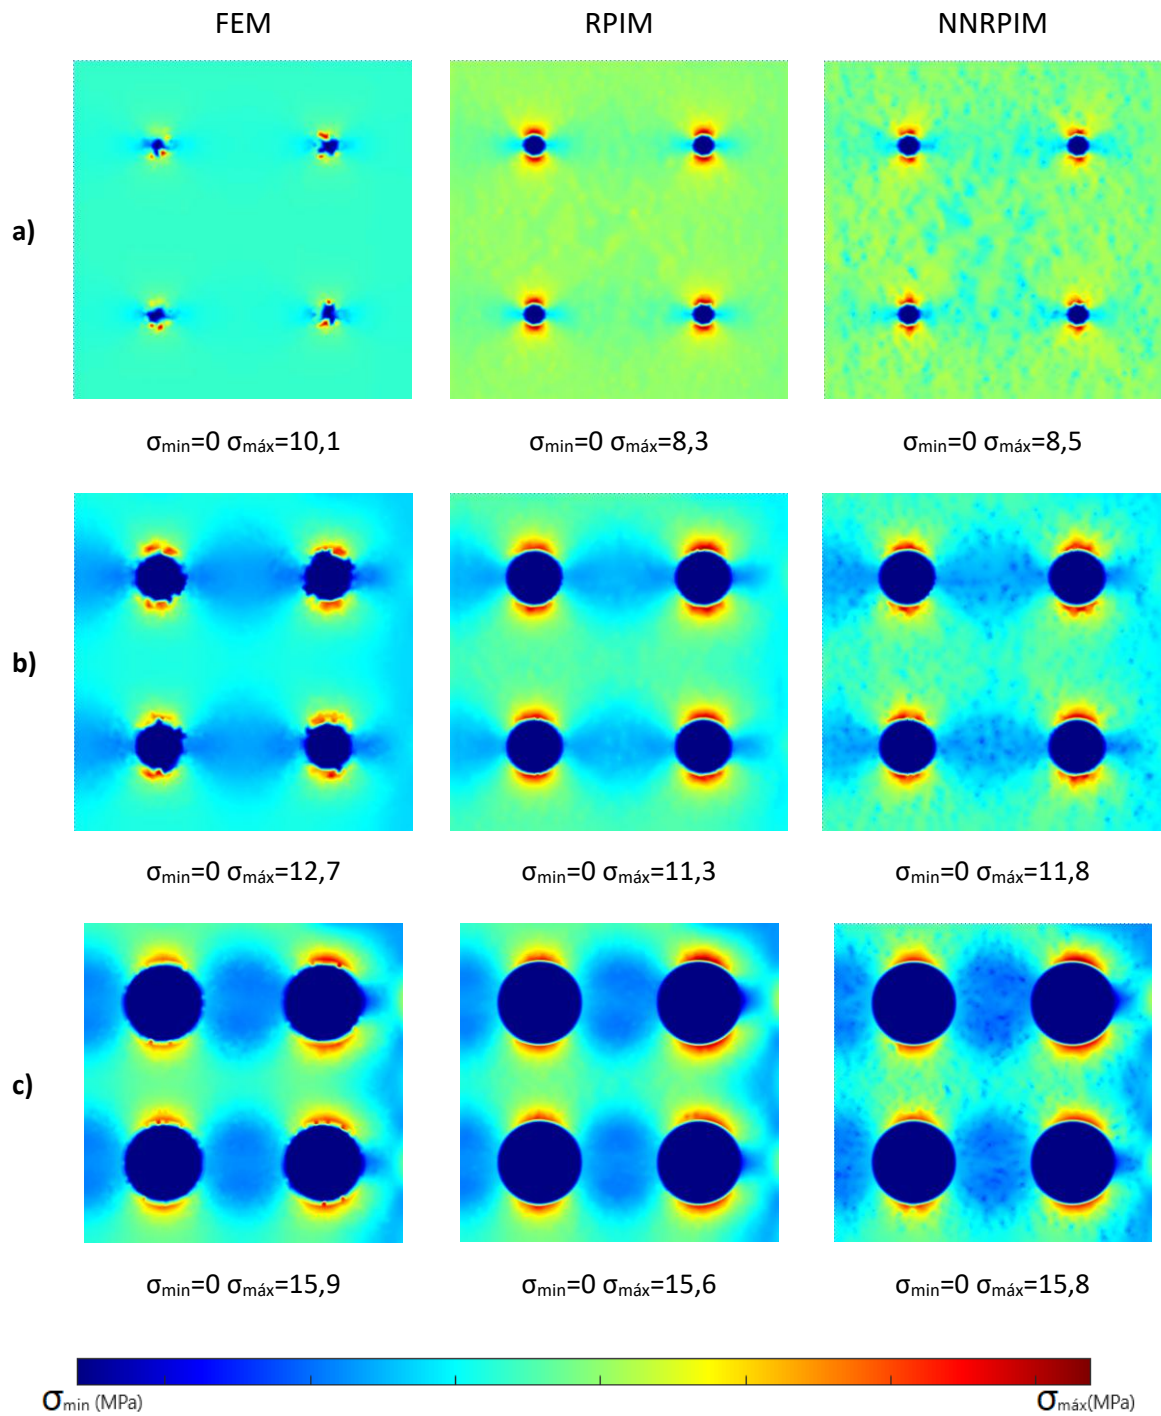 FEM RPIM NNRPIM
a)
σmin=0 σmáx=10,1 σmin=0 σmáx=8,3 σmin=0 σmáx=8,5
b)
σmin=0 σmáx=12,7 σmin=0 σmáx=11,3 σmin=0 σmáx=11,8
c)
σmin=0 σmáx=15,9 σmin=0 σmáx=15,6 σmin=0 σmáx=15,8
σmin (MPa) σmáx(MPa)